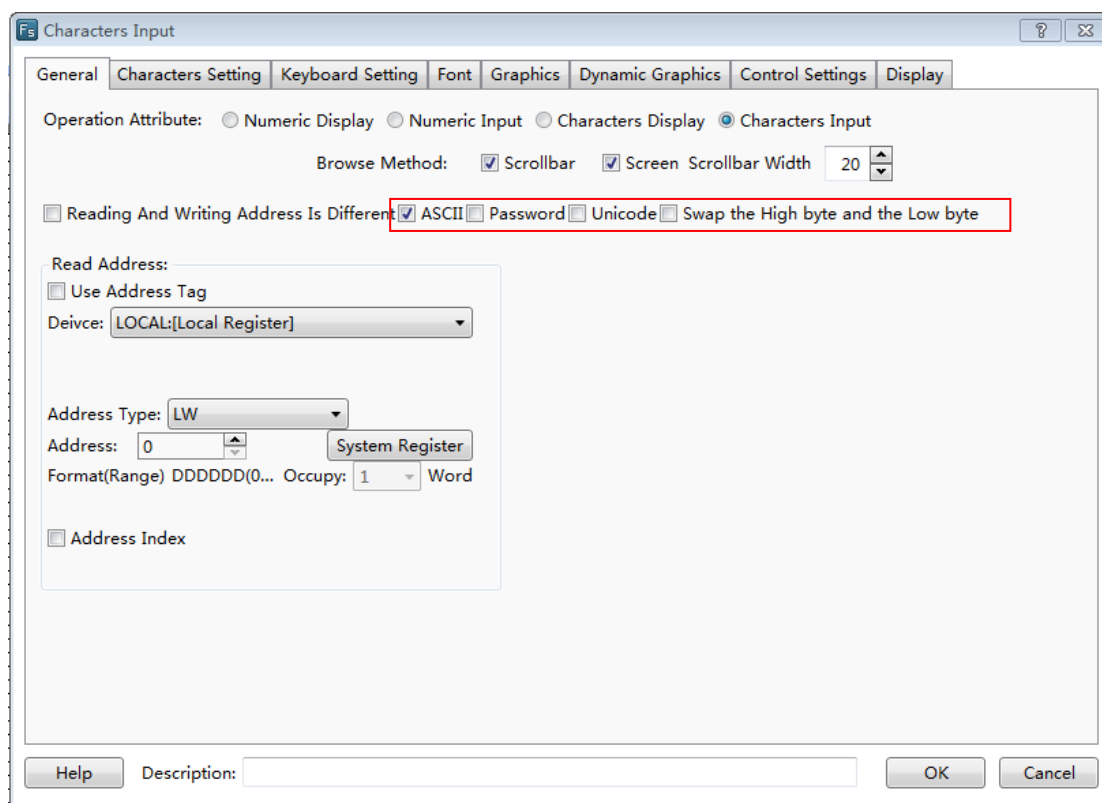 Fs Characters Input
General Characters Setting Keyboard Setting Font Graphics Dynamic Graphics Control Settings Display
Operation Attribute: Numeric Display Numeric Input Characters Display Characters Input
Browse Method: Scrollbar Screen Scrollbar Width 20
Reading And Writing Address Is Different ASCII Password Unicode Swap the High byte and the Low byte
Read Address:
Use Address Tag
Deivce: LOCAL:[Local Register]
Address Type: LW
Address: 0 System Register
Format(Range) DDDDDD(0... Occupy: 1 Word
Address Index
Help Description: OK Cancel